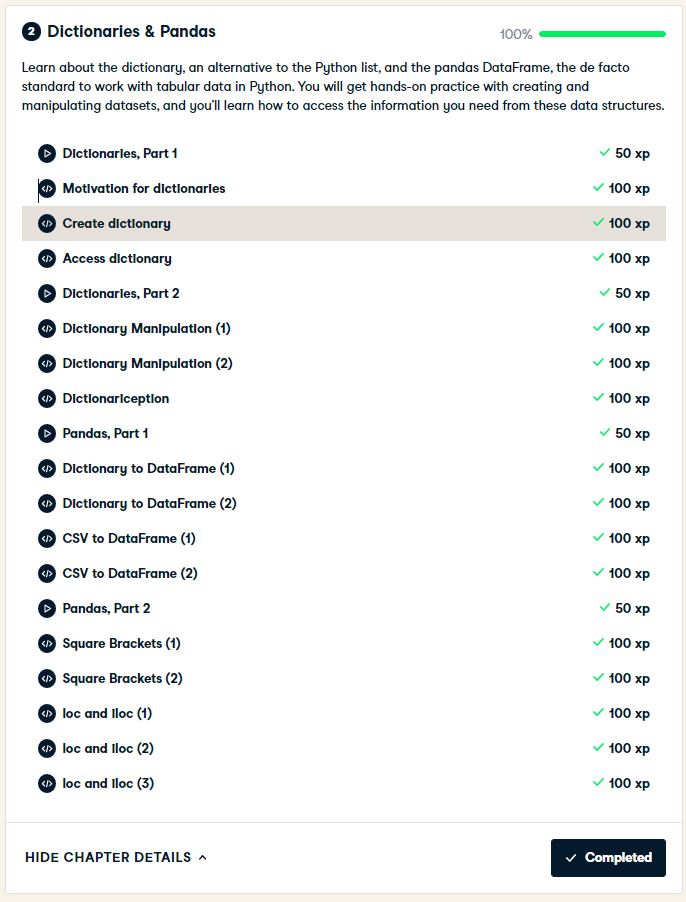 2 Dictionaries & Pandas 100%
Learn about the dictionary, an alternative to the Python list, and the pandas DataFrame, the de facto
standard to work with tabular data in Python. You will get hands-on practice with creating and
manipulating datasets, and you'll learn how to access the information you need from these data structures.
Dictionaries, Part 1 50 xp
Motivation for dictionaries 100 xp
Create dictionary 100 xp
Access dictionary 100 xp
Dictionaries, Part 2 50 xp
Dictionary Manipulation (1) 100 xp
Dictionary Manipulation (2) 100 xp
Dictionariception 100 xp
Pandas, Part 1 50 xp
Dictionary to DataFrame (1) 100 xp
Dictionary to DataFrame (2) 100 xp
CSV to DataFrame (1) 100 xp
CSV to DataFrame (2) 100 xp
Pandas, Part 2 50 xp
Square Brackets (1) 100 xp
Square Brackets (2) 100 xp
loc and iloc (1) 100 xp
loc and iloc (2) 100 xp
loc and iloc (3) 100 xp
HIDE CHAPTER DETAILS Completed